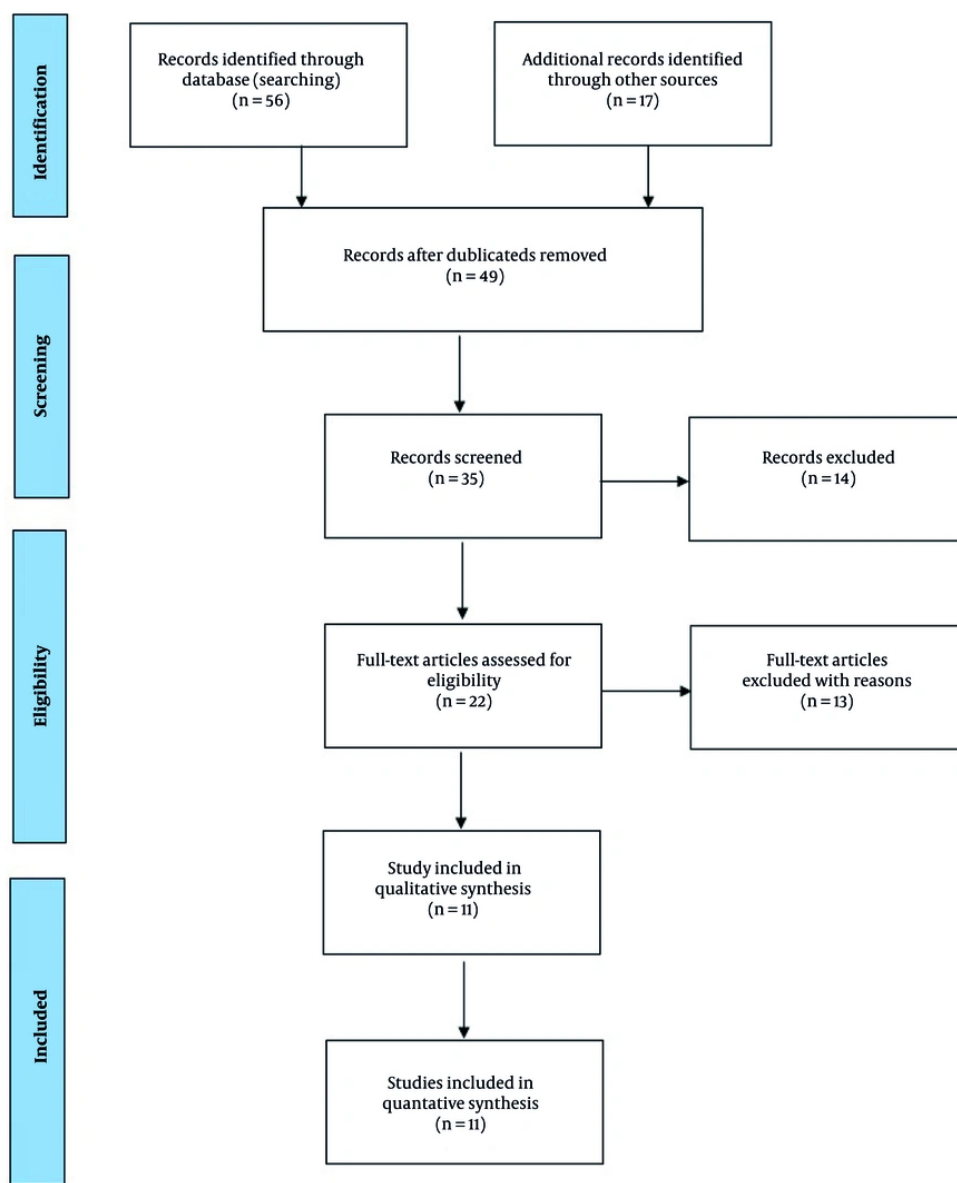 Identification
Records identified through
database (searching)
(n = 56)
Additional records identified
through other sources
(n = 17)
Records after dublicateds removed
(n = 49)
Screening
Records screened
(n = 35)
Records excluded
(n = 14)
Eligibility
Full-text articles assessed for
eligibility
(n = 22)
Full-text articles
excluded with reasons
(n = 13)
Study included in
qualitative synthesis
(n = 11)
Included
Studies included in
quantative synthesis
(n = 11)